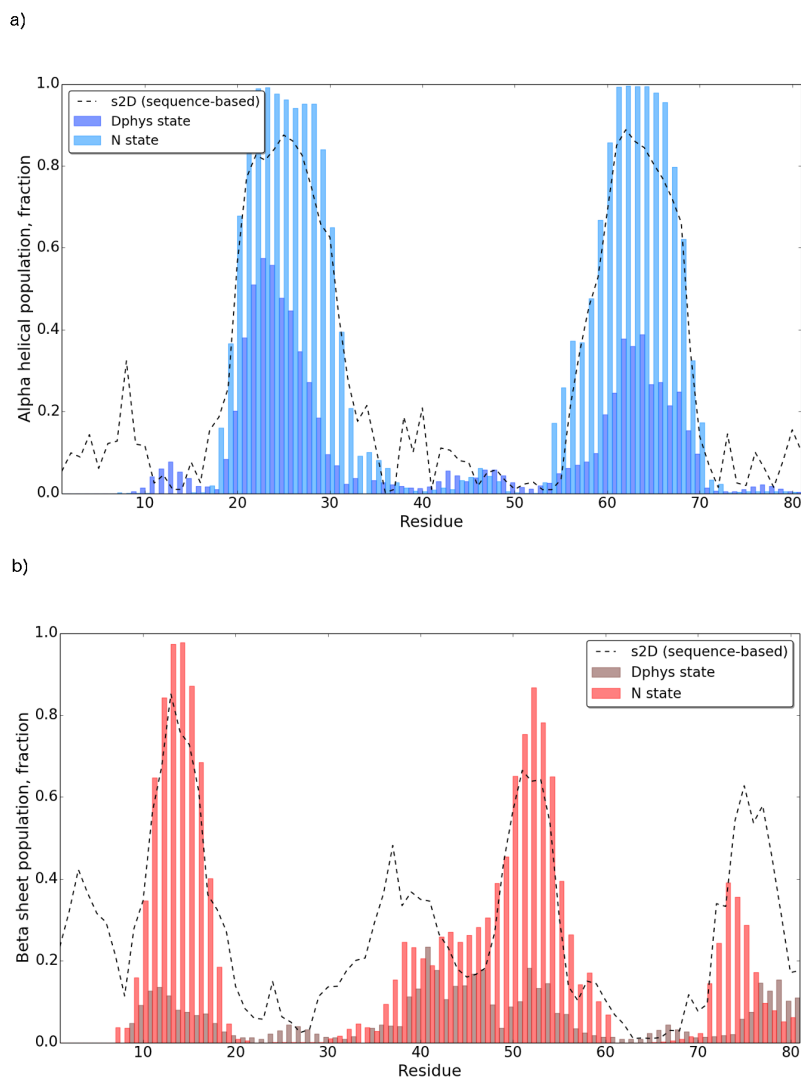 a)
1.0
s2D (sequence-based)
Dphys state
N state
0.8
0.6
0.4
0.2
0.0
Alpha helical population, fraction
10 20 30 40 50 60 70 80
Residue
b)
1.0
s2D (sequence-based)
Dphys state
N state
0.8
0.6
0.4
0.2
0.0
Beta sheet population, fraction
10 20 30 40 50 60 70 80
Residue